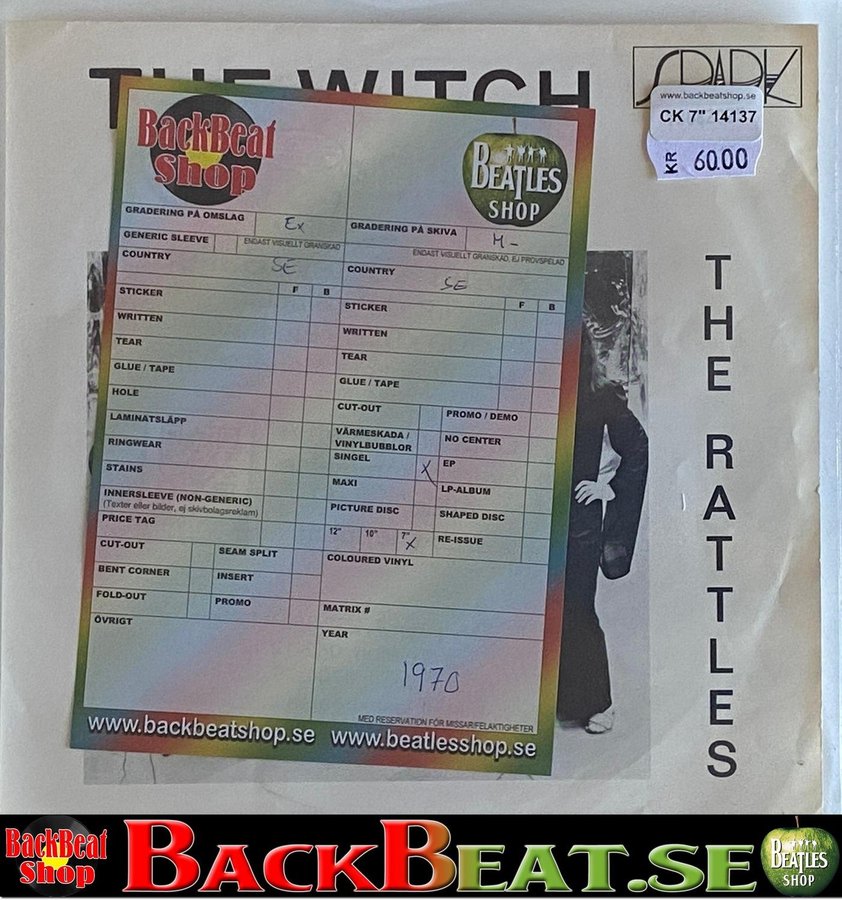 THE WITCH
SPARK
www.backbeatshop.se
CK 7" 14137
KR 60.00
THE RATTLES
BackBeat
Shop
BEATLES
SHOP
GRADERING PÅ OMSLAG Ex
GENERIC SLEEVE ENDAST VISUELLT GRANSKAD
COUNTRY SE
STICKER F B
WRITTEN
TEAR
GLUE / TAPE
HOLE
LAMINATSLÄPP
RINGWEAR
STAINS
INNERSLEEVE (NON-GENERIC)
(Texter eller bilder, ej skivbolagsreklam)
PRICE TAG
CUT-OUT SEAM SPLIT
BENT CORNER INSERT
FOLD-OUT PROMO
ÖVRIGT
GRADERING PÅ SKIVA M-
ENDAST VISUELLT GRANSKAD, EJ PROVSPELAD
COUNTRY SE
STICKER F B
WRITTEN
TEAR
GLUE / TAPE
CUT-OUT PROMO / DEMO
VÄRMESKADA /
VINYLBUBBLOR NO CENTER
SINGEL X EP
MAXI LP-ALBUM
PICTURE DISC SHAPED DISC
12" 10" 7" X RE-ISSUE
COLOURED VINYL
MATRIX #
YEAR
1970
MED RESERVATION FÖR MISSAR/FELAKTIGHETER
www.backbeatshop.se www.beatlesshop.se
BackBeat
Shop
BACKBEAT.SE
BEATLES
SHOP